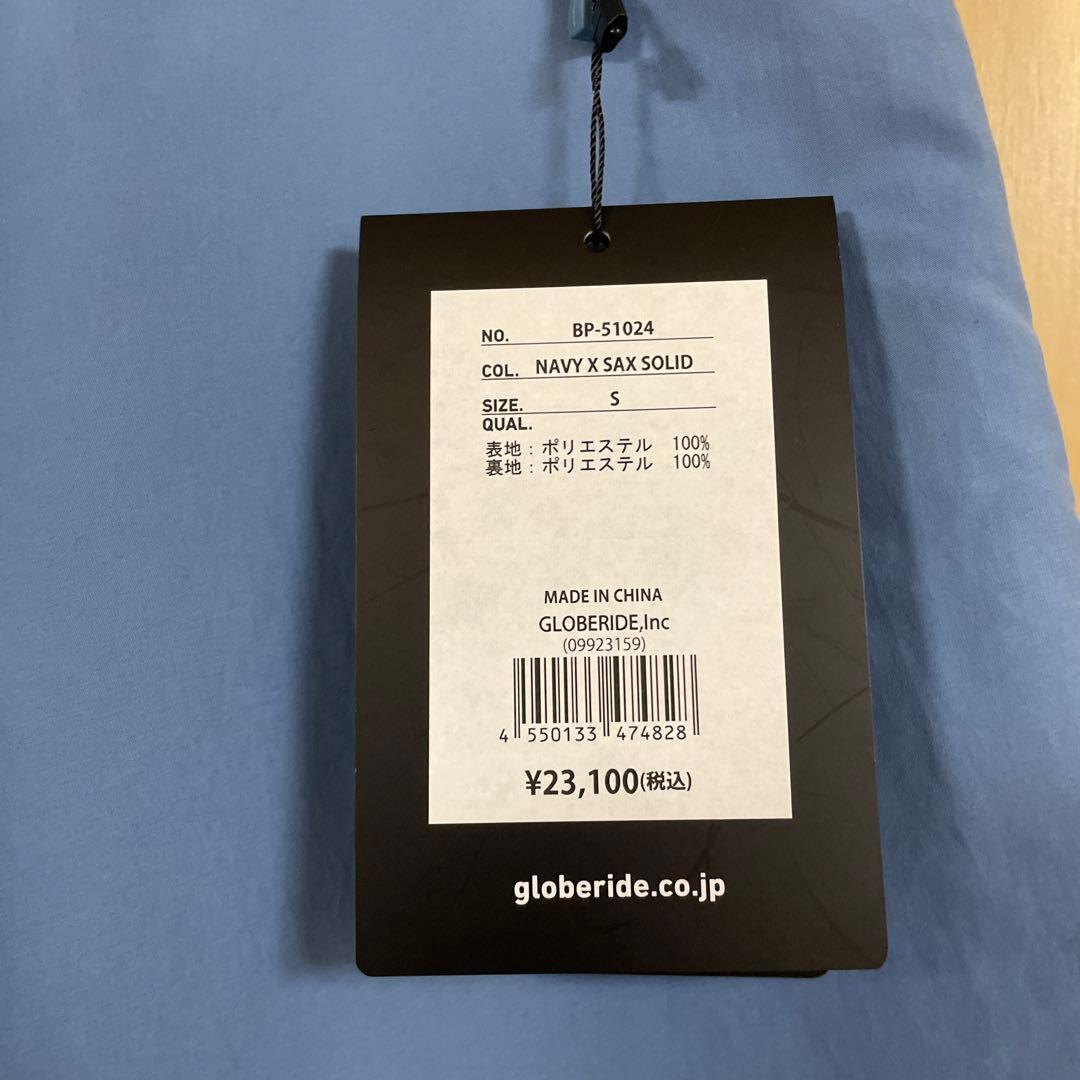 NO. BP-51024
COL. NAVY X SAX SOLID
SIZE. S
QUAL.
表地：ポリエステル 100%
裏地：ポリエステル 100%
MADE IN CHINA
GLOBERIDE,Inc
(09923159)
4 550133 474828
¥23,100(税込)
globeride.co.jp